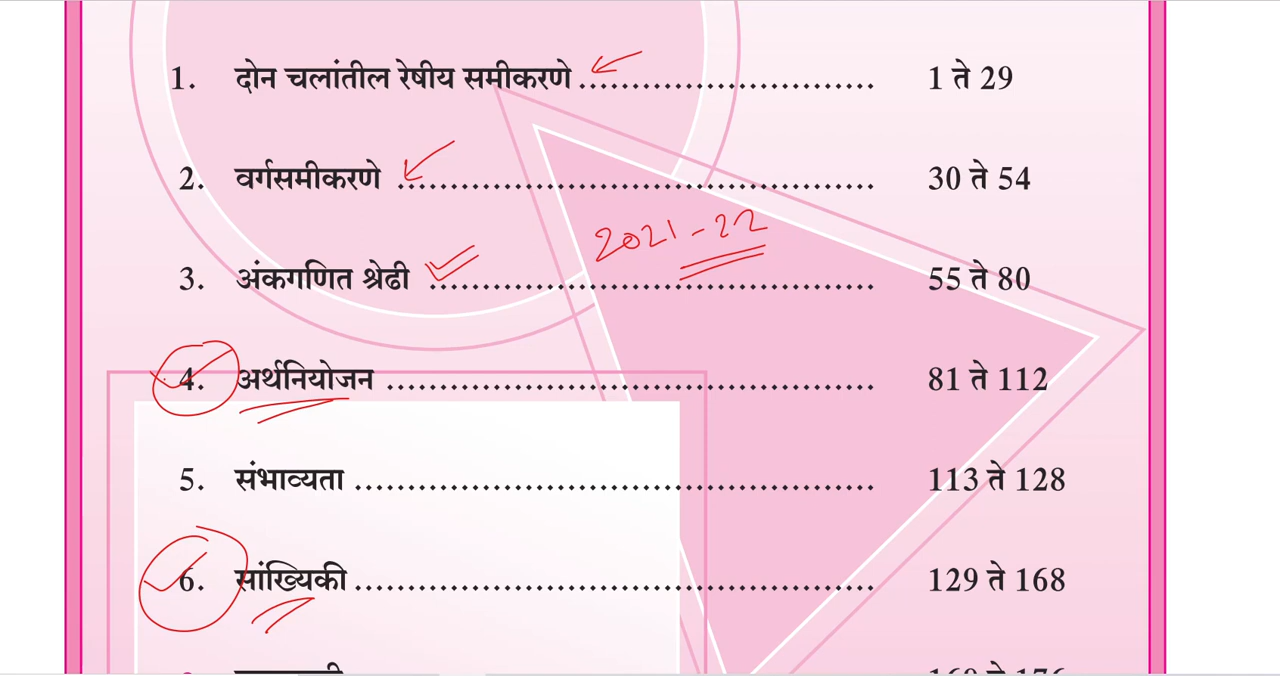 1. दोन चलांतील रेषीय समीकरणे ........................... 1 ते 29
2. वर्गसमीकरणे ........................................ 30 ते 54
2021-22
3. अंकगणित श्रेढी ..................................... 55 ते 80
4. अर्थनियोजन ........................................ 81 ते 112
5. संभाव्यता .......................................... 113 ते 128
6. सांख्यिकी .......................................... 129 ते 168